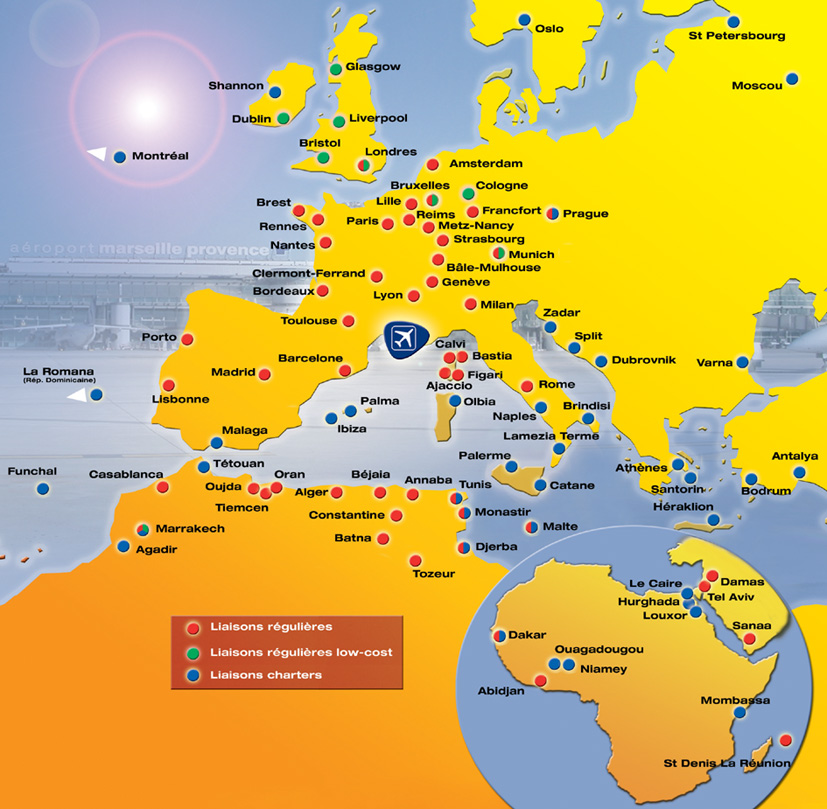 Oslo
St Petersbourg
Glasgow
Moscou
Shannon
Dublin
Liverpool
Bristol
Londres
Montréal
Amsterdam
Bruxelles
Cologne
Lille
Brest
Reims
Francfort
Prague
Rennes
Paris
Metz-Nancy
Strasbourg
Nantes
aéroport marseille provence
Munich
Bâle-Mulhouse
Clermont-Ferrand
Genève
Bordeaux
Lyon
Milan
Toulouse
Zadar
Split
Porto
Calvi
Bastia
Barcelone
Dubrovnik
Varna
La Romana
(Rép. Dominicaine)
Madrid
Figari
Ajaccio
Rome
Lisbonne
Palma
Olbia
Naples
Brindisi
Ibiza
Malaga
Lamezia Terme
Palerme
Antalya
Tétouan
Athènes
Funchal
Casablanca
Oran
Béjaia
Annaba
Tunis
Catane
Santorin
Bodrum
Oujda
Alger
Tiemcen
Héraklion
Constantine
Monastir
Malte
Marrakech
Batna
Agadir
Djerba
Tozeur
Le Caire
Damas
Tel Aviv
Hurghada
Louxor
Sanaa
Dakar
Ouagadougou
Niamey
Abidjan
Mombassa
St Denis La Réunion
Liaisons régulières
Liaisons régulières low-cost
Liaisons charters